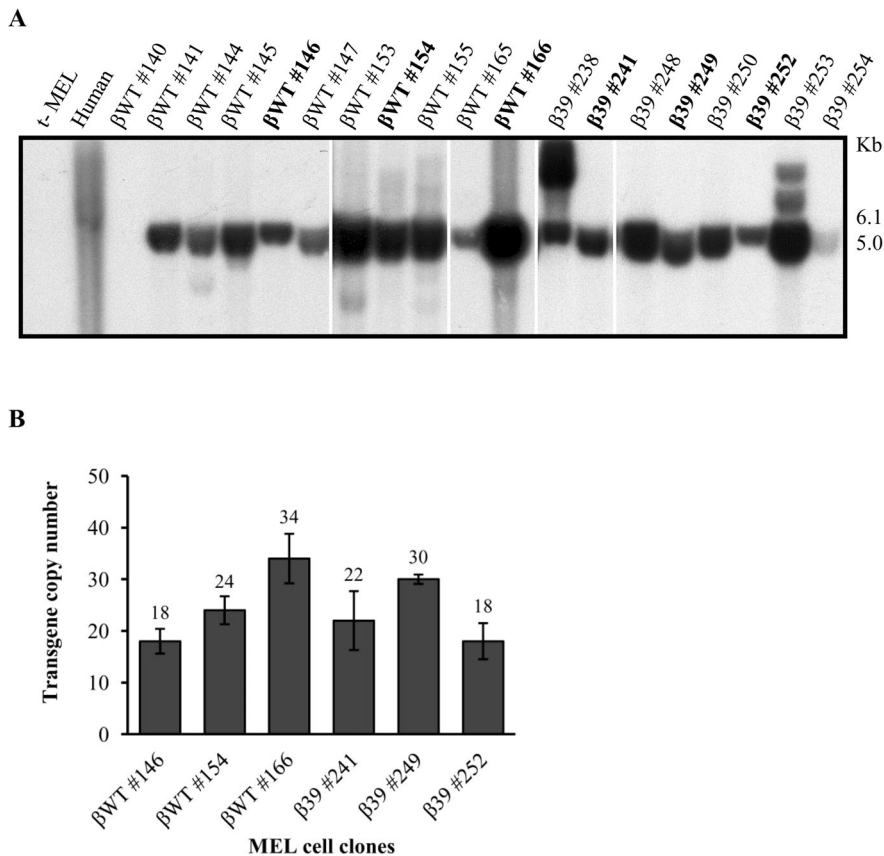 A
t- MEL
Human
βWT #140
βWT #141
βWT #144
βWT #145
βWT #146
βWT #147
βWT #153
βWT #154
βWT #155
βWT #165
βWT #166
β39 #238
β39 #241
β39 #248
β39 #249
β39 #250
β39 #252
β39 #253
β39 #254
Kb
6.1
5.0
B
Transgene copy number
50
40
30
20
10
0
18
24
34
22
30
18
βWT #146
βWT #154
βWT #166
β39 #241
β39 #249
β39 #252
MEL cell clones